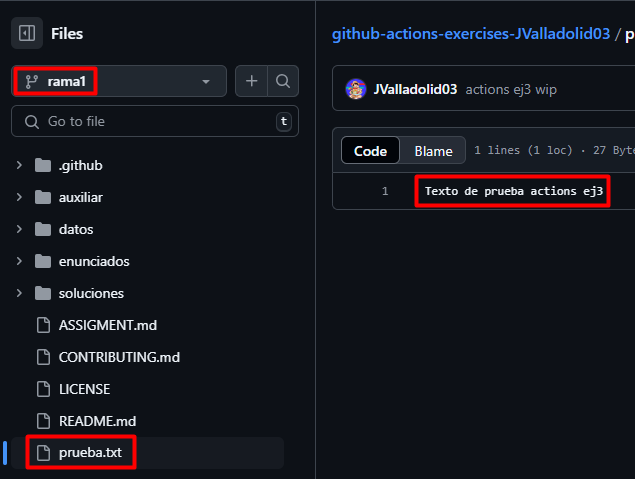 Files
rama1
Go to file
t
.github
auxiliar
datos
enunciados
soluciones
ASSIGMENT.md
CONTRIBUTING.md
LICENSE
README.md
prueba.txt
github-actions-exercises-JValladolid03 / p
JValladolid03 actions ej3 wip
Code Blame 1 lines (1 loc) · 27 Byte
1 Texto de prueba actions ej3